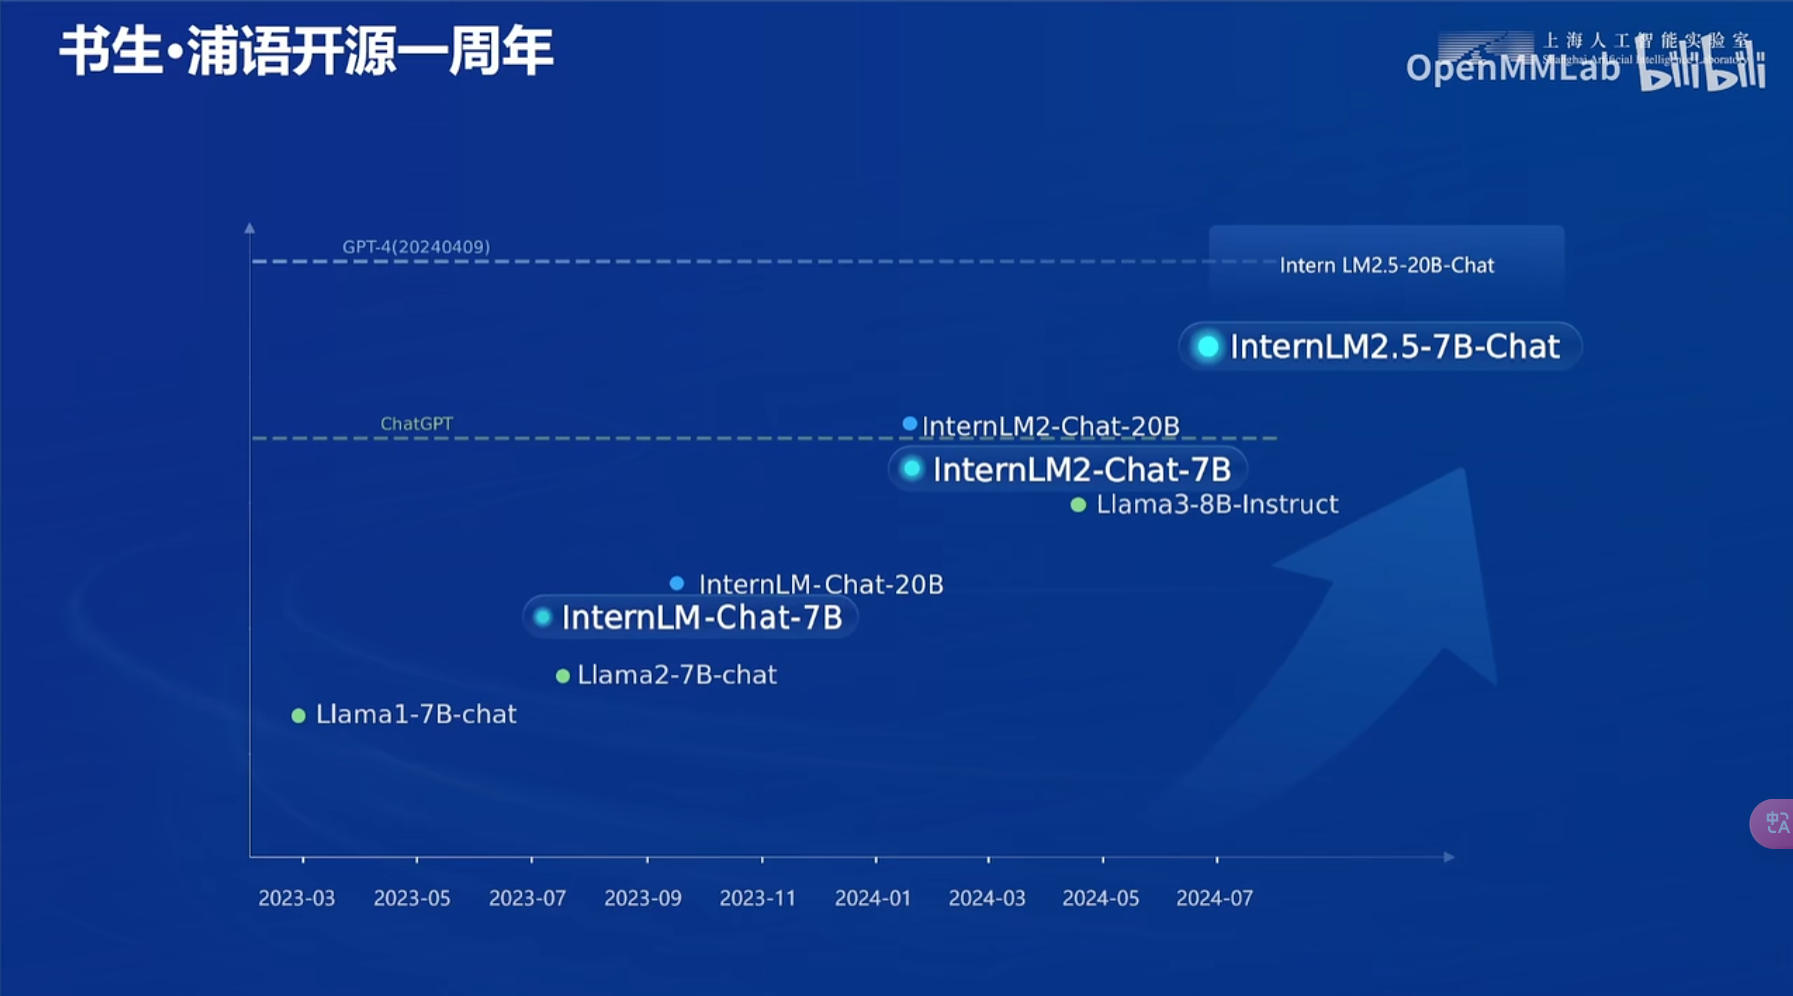 书生•浦语开源一周年
上海人工智能实验室
Shanghai Artificial Intelligence Laboratory
OpenMMLab bilibili
GPT-4(20240409)
Intern LM2.5-20B-Chat
InternLM2.5-7B-Chat
ChatGPT
InternLM2-Chat-20B
InternLM2-Chat-7B
Llama3-8B-Instruct
InternLM-Chat-20B
InternLM-Chat-7B
Llama2-7B-chat
Llama1-7B-chat
中A
2023-03 2023-05 2023-07 2023-09 2023-11 2024-01 2024-03 2024-05 2024-07